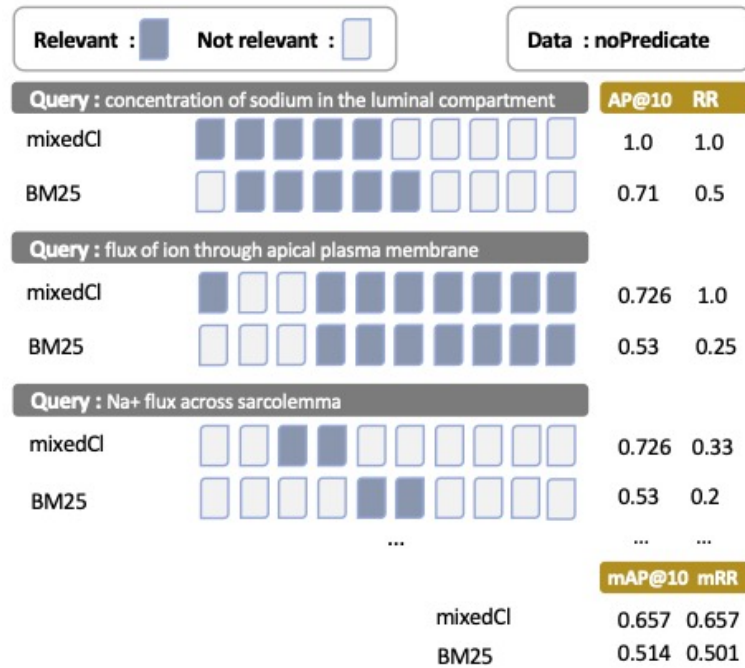 Relevant : Not relevant : Data : noPredicate
Query : concentration of sodium in the luminal compartment AP@10 RR
mixedCl 1.0 1.0
BM25 0.71 0.5
Query : flux of ion through apical plasma membrane
mixedCl 0.726 1.0
BM25 0.53 0.25
Query : Na+ flux across sarcolemma
mixedCl 0.726 0.33
BM25 0.53 0.2
... ... ...
mAP@10 mRR
mixedCl 0.657 0.657
BM25 0.514 0.501